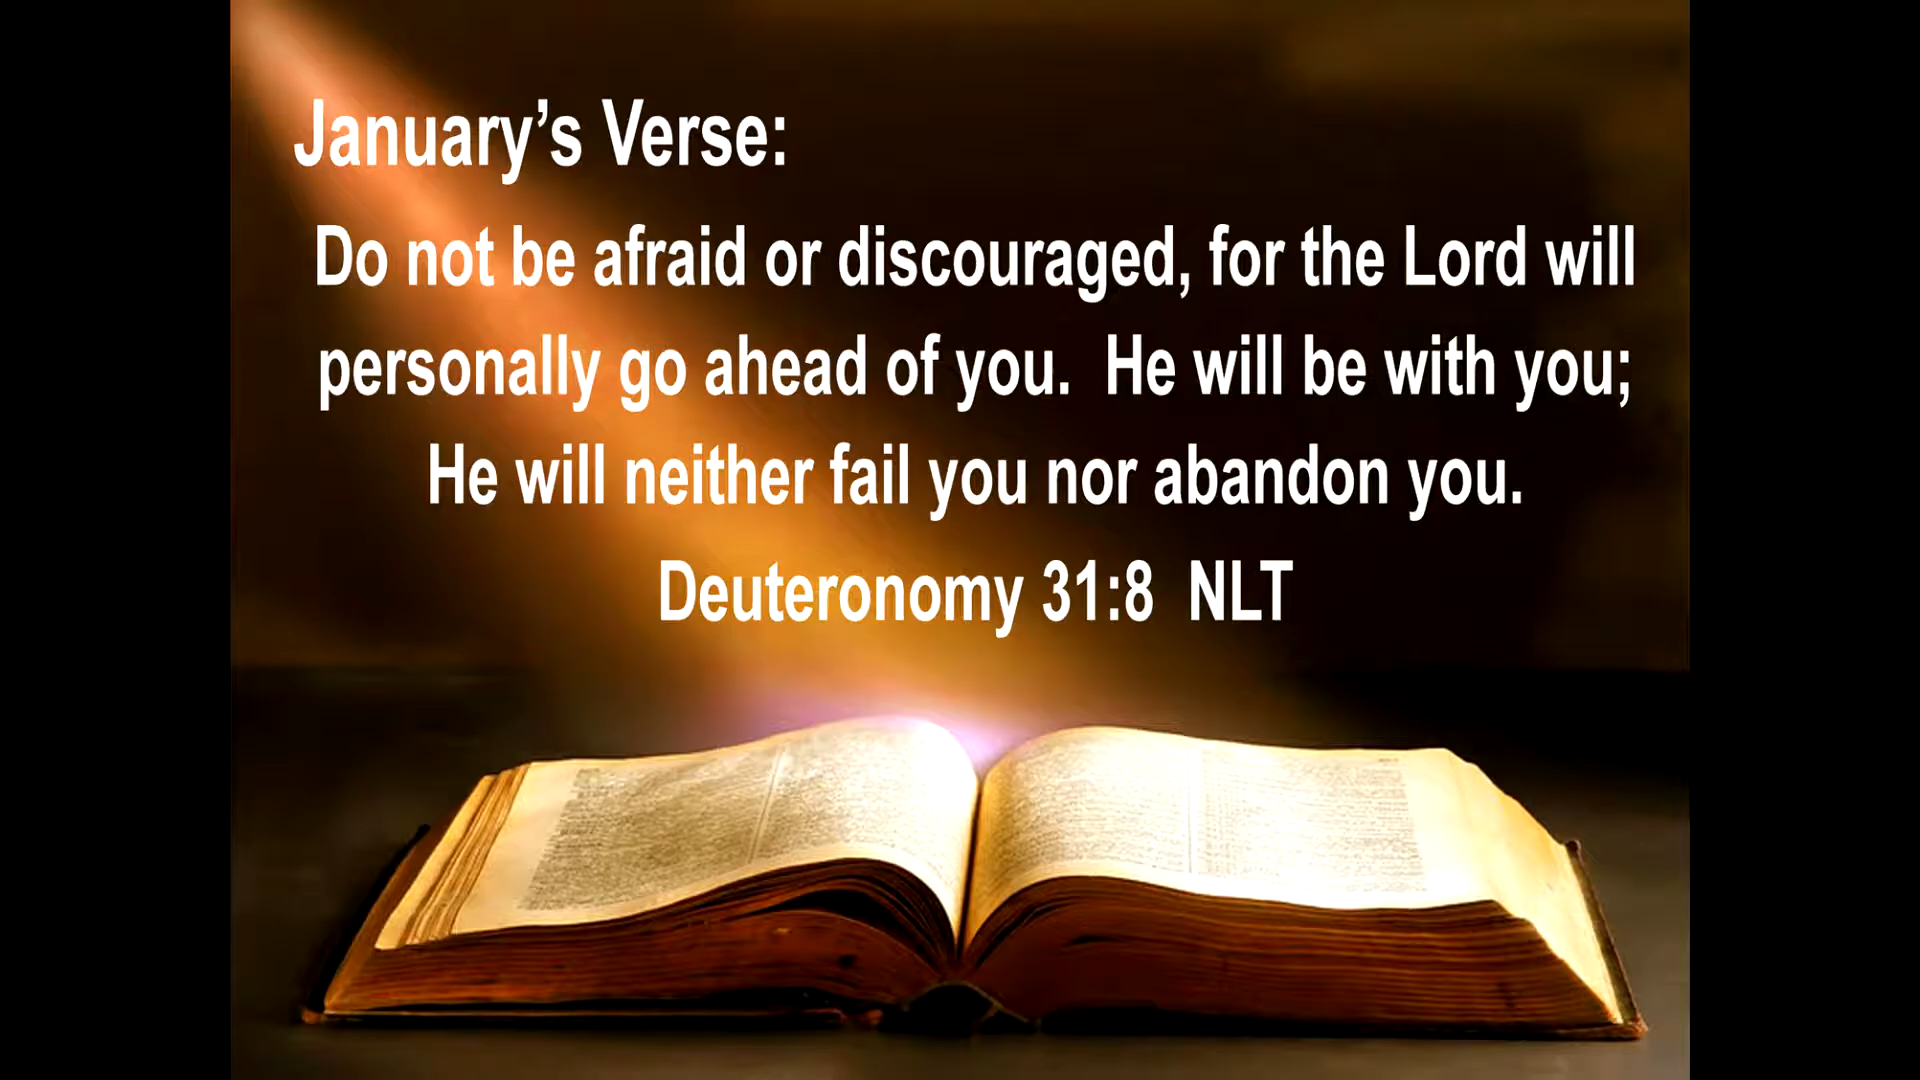 January’s Verse:
Do not be afraid or discouraged, for the Lord will
personally go ahead of you.  He will be with you;
He will neither fail you nor abandon you.
Deuteronomy 31:8  NLT